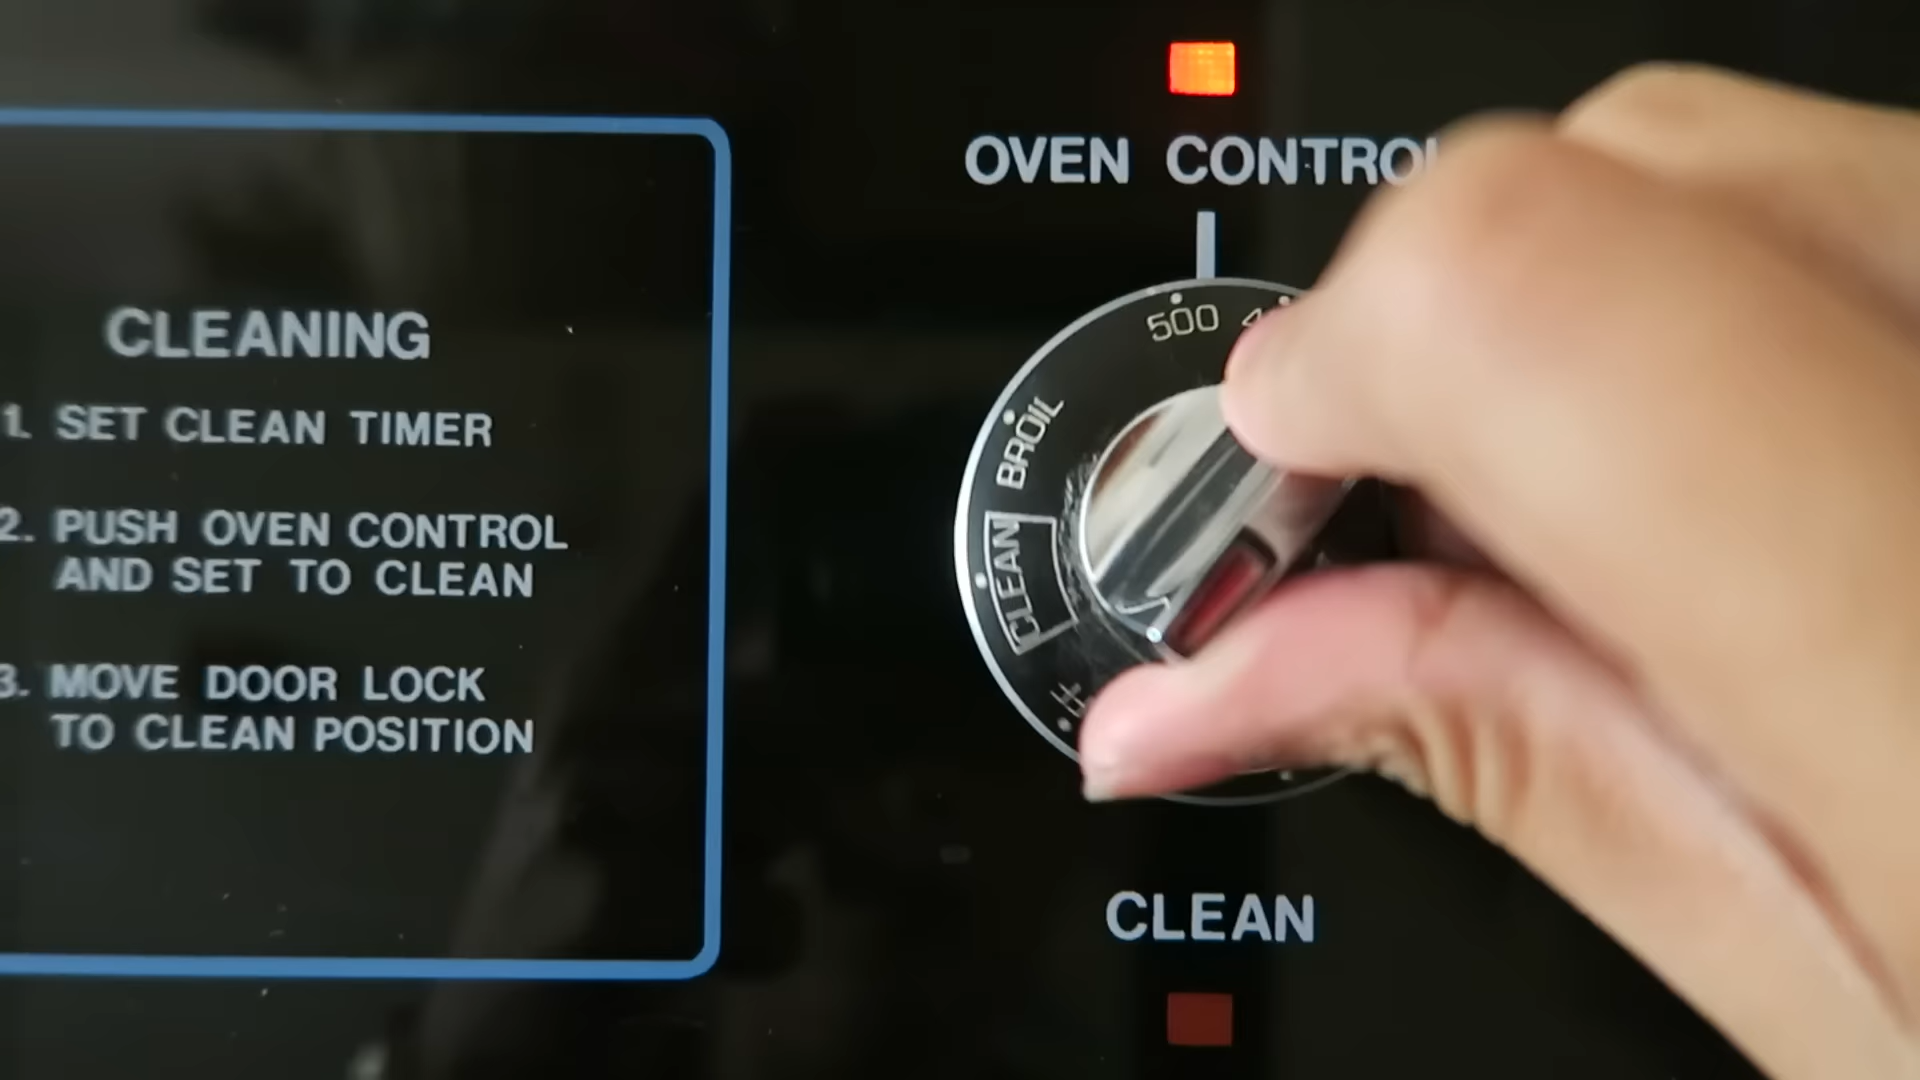 CLEANING
1. SET CLEAN TIMER
2. PUSH OVEN CONTROL
AND SET TO CLEAN
3. MOVE DOOR LOCK
TO CLEAN POSITION
OVEN CONTROL
500
BROIL
CLEAN
CLEAN